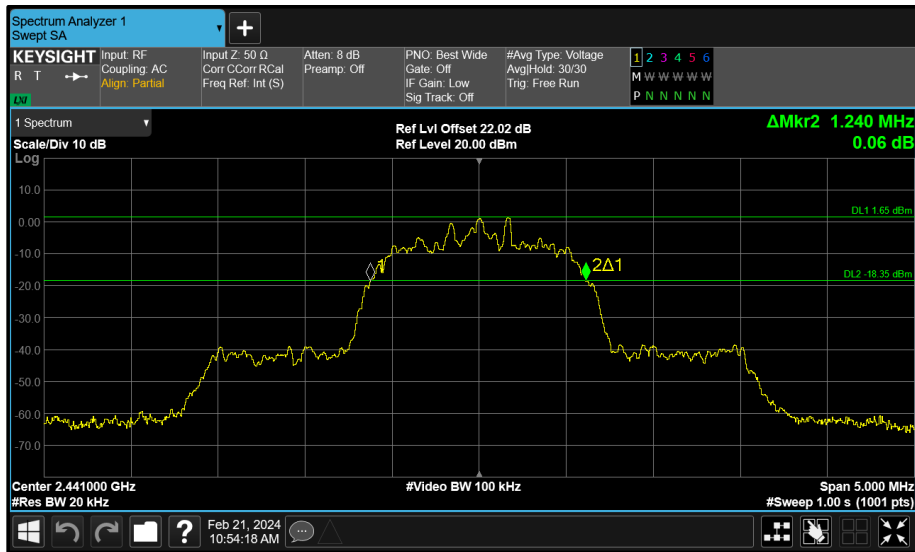 Spectrum Analyzer 1
Swept SA
+
KEYSIGHT
R T
LXI
Input: RF
Coupling: AC
Align: Partial
Input Z: 50 Ω
Corr CCorr RCal
Freq Ref: Int (S)
Atten: 8 dB
Preamp: Off
PNO: Best Wide
Gate: Off
IF Gain: Low
Sig Track: Off
#Avg Type: Voltage
Avg|Hold: 30/30
Trig: Free Run
1 2 3 4 5 6
M W W W W W
P N N N N N
1 Spectrum
Scale/Div 10 dB
Log
Ref Lvl Offset 22.02 dB
Ref Level 20.00 dBm
ΔMkr2 1.240 MHz
0.06 dB
10.0
0.00
-10.0
-20.0
-30.0
-40.0
-50.0
-60.0
-70.0
DL1 1.65 dBm
1
2Δ1
DL2 -18.35 dBm
Center 2.441000 GHz
#Res BW 20 kHz
#Video BW 100 kHz
Span 5.000 MHz
#Sweep 1.00 s (1001 pts)
?
Feb 21, 2024
10:54:18 AM